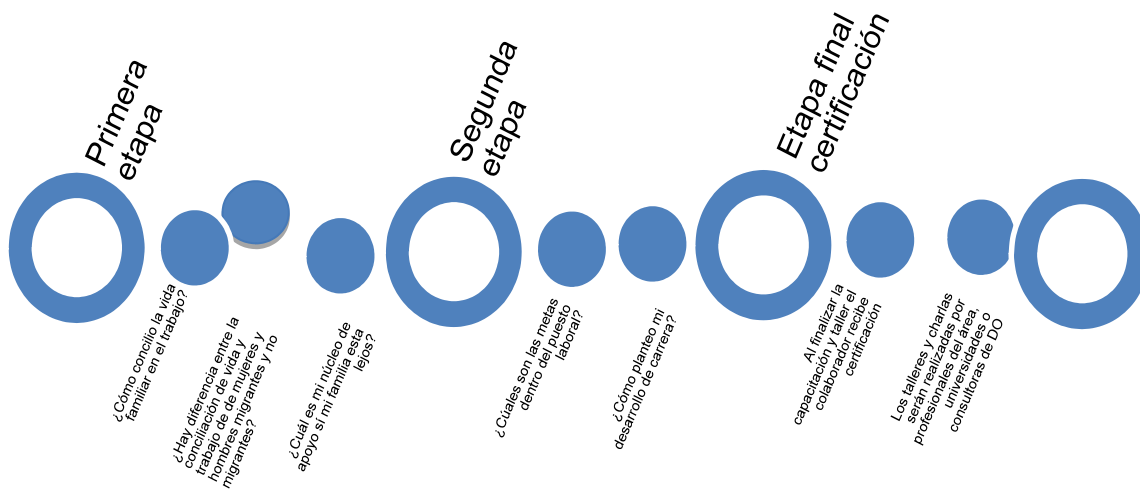 Primera
etapa
¿Cómo concilio la vida
familiar en el trabajo?
¿Hay diferencia entre la
conciliación de vida y
trabajo de de mujeres y
hombres migrantes y no
migrantes?
¿Cuál es mi núcleo de
apoyo sí mi familia esta
lejos?
Segunda
etapa
¿Cúales son las metas
dentro del puesto
laboral?
¿Cómo planteo mi
desarrollo de carrera?
Etapa final
certificación
Al finalizar la
capacitación y taller el
colaborador recibe
certificación
Los talleres y charlas
serán realizadas por
profesionales del área,
universidades o
consultoras de DO